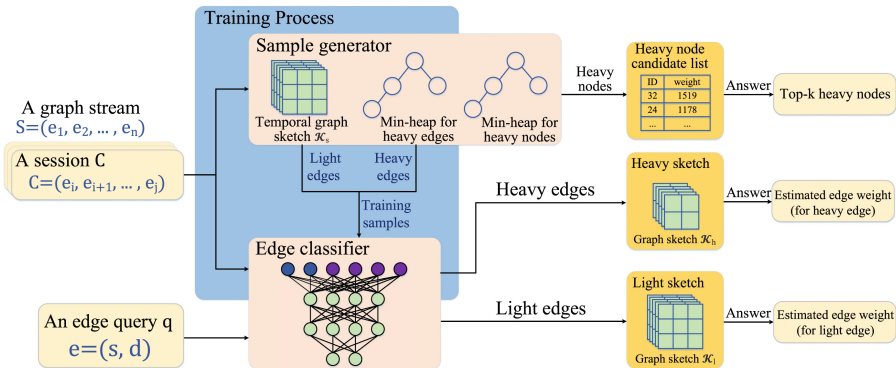 Training Process
Sample generator
Temporal graph
sketch 𝒦s
Min-heap for
heavy edges
Min-heap for
heavy nodes
Heavy
nodes
Heavy node
candidate list
ID weight
32 1519
24 1178
... ...
Answer
Top-k heavy nodes
A graph stream
S=(e₁, e₂, ... , eₙ)
A session C
C=(eᵢ, eᵢ₊₁, ... , eⱼ)
Light
edges
Heavy
edges
Training
samples
Heavy edges
Heavy sketch
Graph sketch 𝒦h
Answer
Estimated edge weight
(for heavy edge)
Edge classifier
Light edges
Light sketch
Graph sketch 𝒦l
Answer
Estimated edge weight
(for light edge)
An edge query q
e=(s, d)